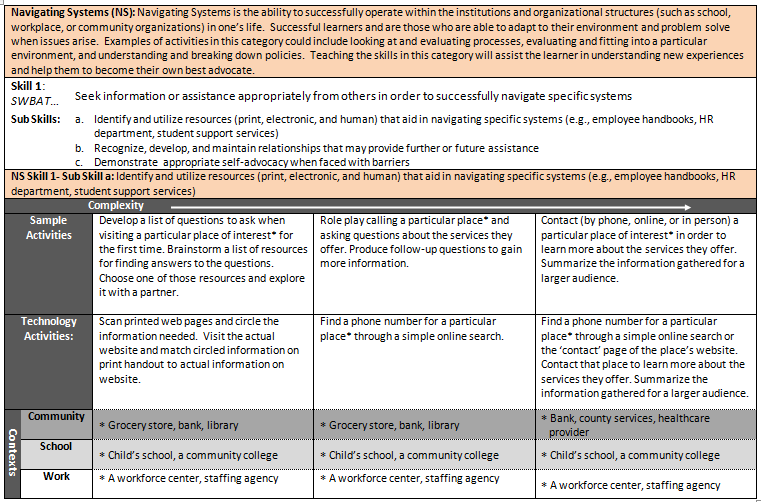 Navigating Systems (NS): Navigating Systems is the ability to successfully operate within the institutions and organizational structures (such as school,
workplace, or community organizations) in one's life.  Successful learners and are those who are able to adapt to their environment and problem solve
when issues arise.  Examples of activities in this category could include looking at and evaluating processes, evaluating and fitting into a particular
environment, and understanding and breaking down policies.  Teaching the skills in this category will assist the learner in understanding new experiences
and help them to become their own best advocate.
Skill 1:
SWBAT... Seek information or assistance appropriately from others in order to successfully navigate specific systems
Sub Skills: a. Identify and utilize resources (print, electronic, and human) that aid in navigating specific systems (e.g., employee handbooks, HR
department, student support services)
b. Recognize, develop, and maintain relationships that may provide further or future assistance
c. Demonstrate appropriate self-advocacy when faced with barriers
NS Skill 1- Sub Skill a: Identify and utilize resources (print, electronic, and human) that aid in navigating specific systems (e.g., employee handbooks, HR
department, student support services)
Complexity
Sample
Activities
Develop a list of questions to ask when
visiting a particular place of interest* for
the first time. Brainstorm a list of resources
for finding answers to the questions.
Choose one of those resources and explore
it with a partner.
Role play calling a particular place* and
asking questions about the services they
offer. Produce follow-up questions to gain
more information.
Contact (by phone, online, or in person) a
particular place of interest* in order to
learn more about the services they offer.
Summarize the information gathered for a
larger audience.
Technology
Activities:
Scan printed web pages and circle the
information needed.  Visit the actual
website and match circled information on
print handout to actual information on
website.
Find a phone number for a particular
place* through a simple online search.
Find a phone number for a particular
place* through a simple online search or
the 'contact' page of the place's website.
Contact that place to learn more about the
services they offer. Summarize the
information gathered for a larger audience.
Contexts
Community
* Grocery store, bank, library
* Grocery store, bank, library
* Bank, county services, healthcare
provider
School
* Child's school, a community college
* Child's school, a community college
* Child's school, a community college
Work
* A workforce center, staffing agency
* A workforce center, staffing agency
* A workforce center, staffing agency